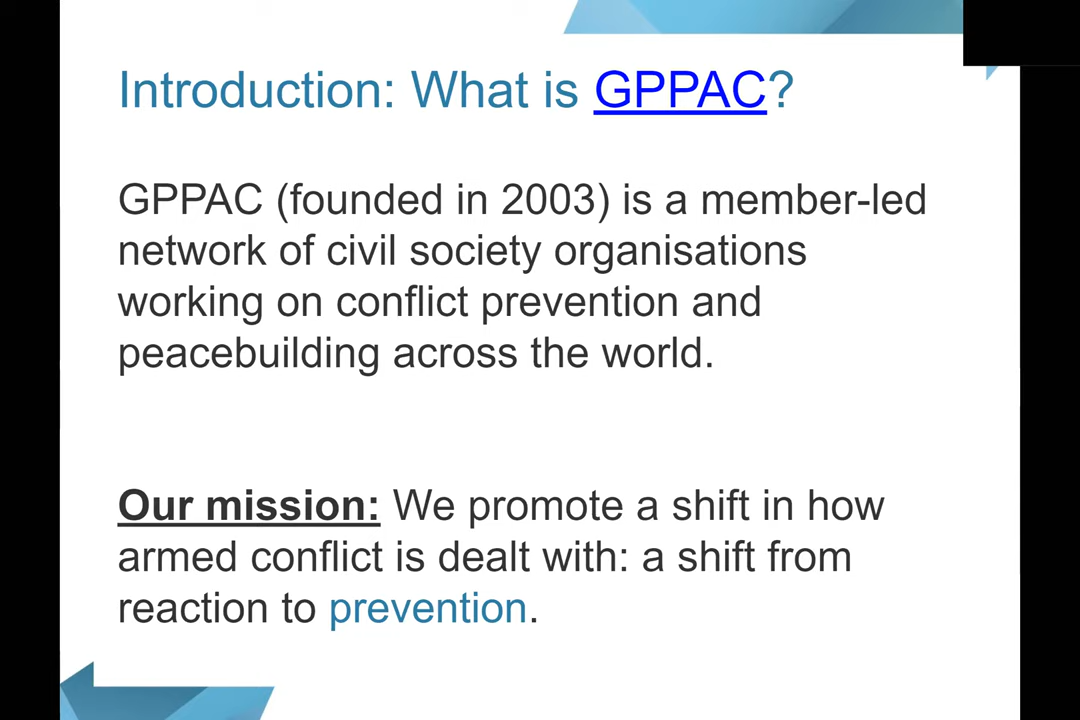 Introduction: What is GPPAC?
GPPAC (founded in 2003) is a member-led
network of civil society organisations
working on conflict prevention and
peacebuilding across the world.
Our mission: We promote a shift in how
armed conflict is dealt with: a shift from
reaction to prevention.